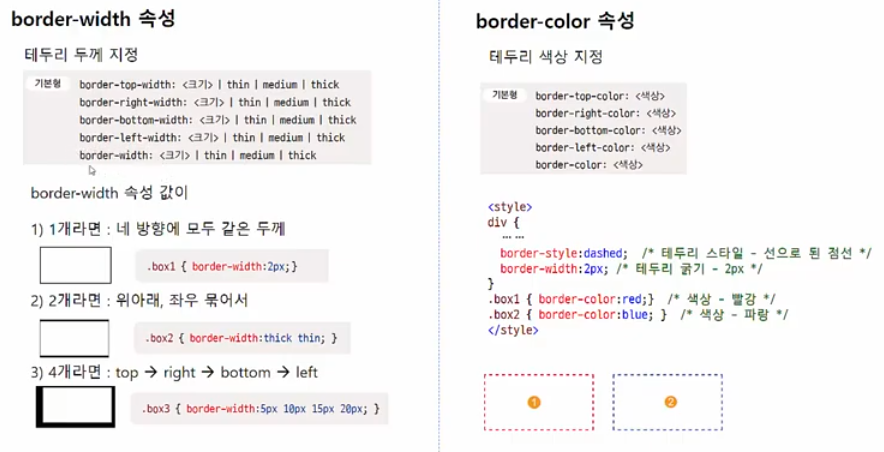 border-width 속성
테두리 두께 지정
기본형
border-top-width: <크기> | thin | medium | thick
border-right-width: <크기> | thin | medium | thick
border-bottom-width: <크기> | thin | medium | thick
border-left-width: <크기> | thin | medium | thick
border-width: <크기> | thin | medium | thick
border-width 속성 값이
1) 1개라면 : 네 방향에 모두 같은 두께
.box1 { border-width:2px;}
2) 2개라면 : 위아래, 좌우 묶어서
.box2 { border-width:thick thin; }
3) 4개라면 : top → right → bottom → left
.box3 { border-width:5px 10px 15px 20px; }
border-color 속성
테두리 색상 지정
기본형
border-top-color: <색상>
border-right-color: <색상>
border-bottom-color: <색상>
border-left-color: <색상>
border-color: <색상>
<style>
div {
… …
border-style:dashed; /* 테두리 스타일 - 선으로 된 점선 */
border-width:2px; /* 테두리 굵기 - 2px */
}
.box1 { border-color:red;} /* 색상 - 빨강 */
.box2 { border-color:blue; } /* 색상 - 파랑 */
</style>
1
2